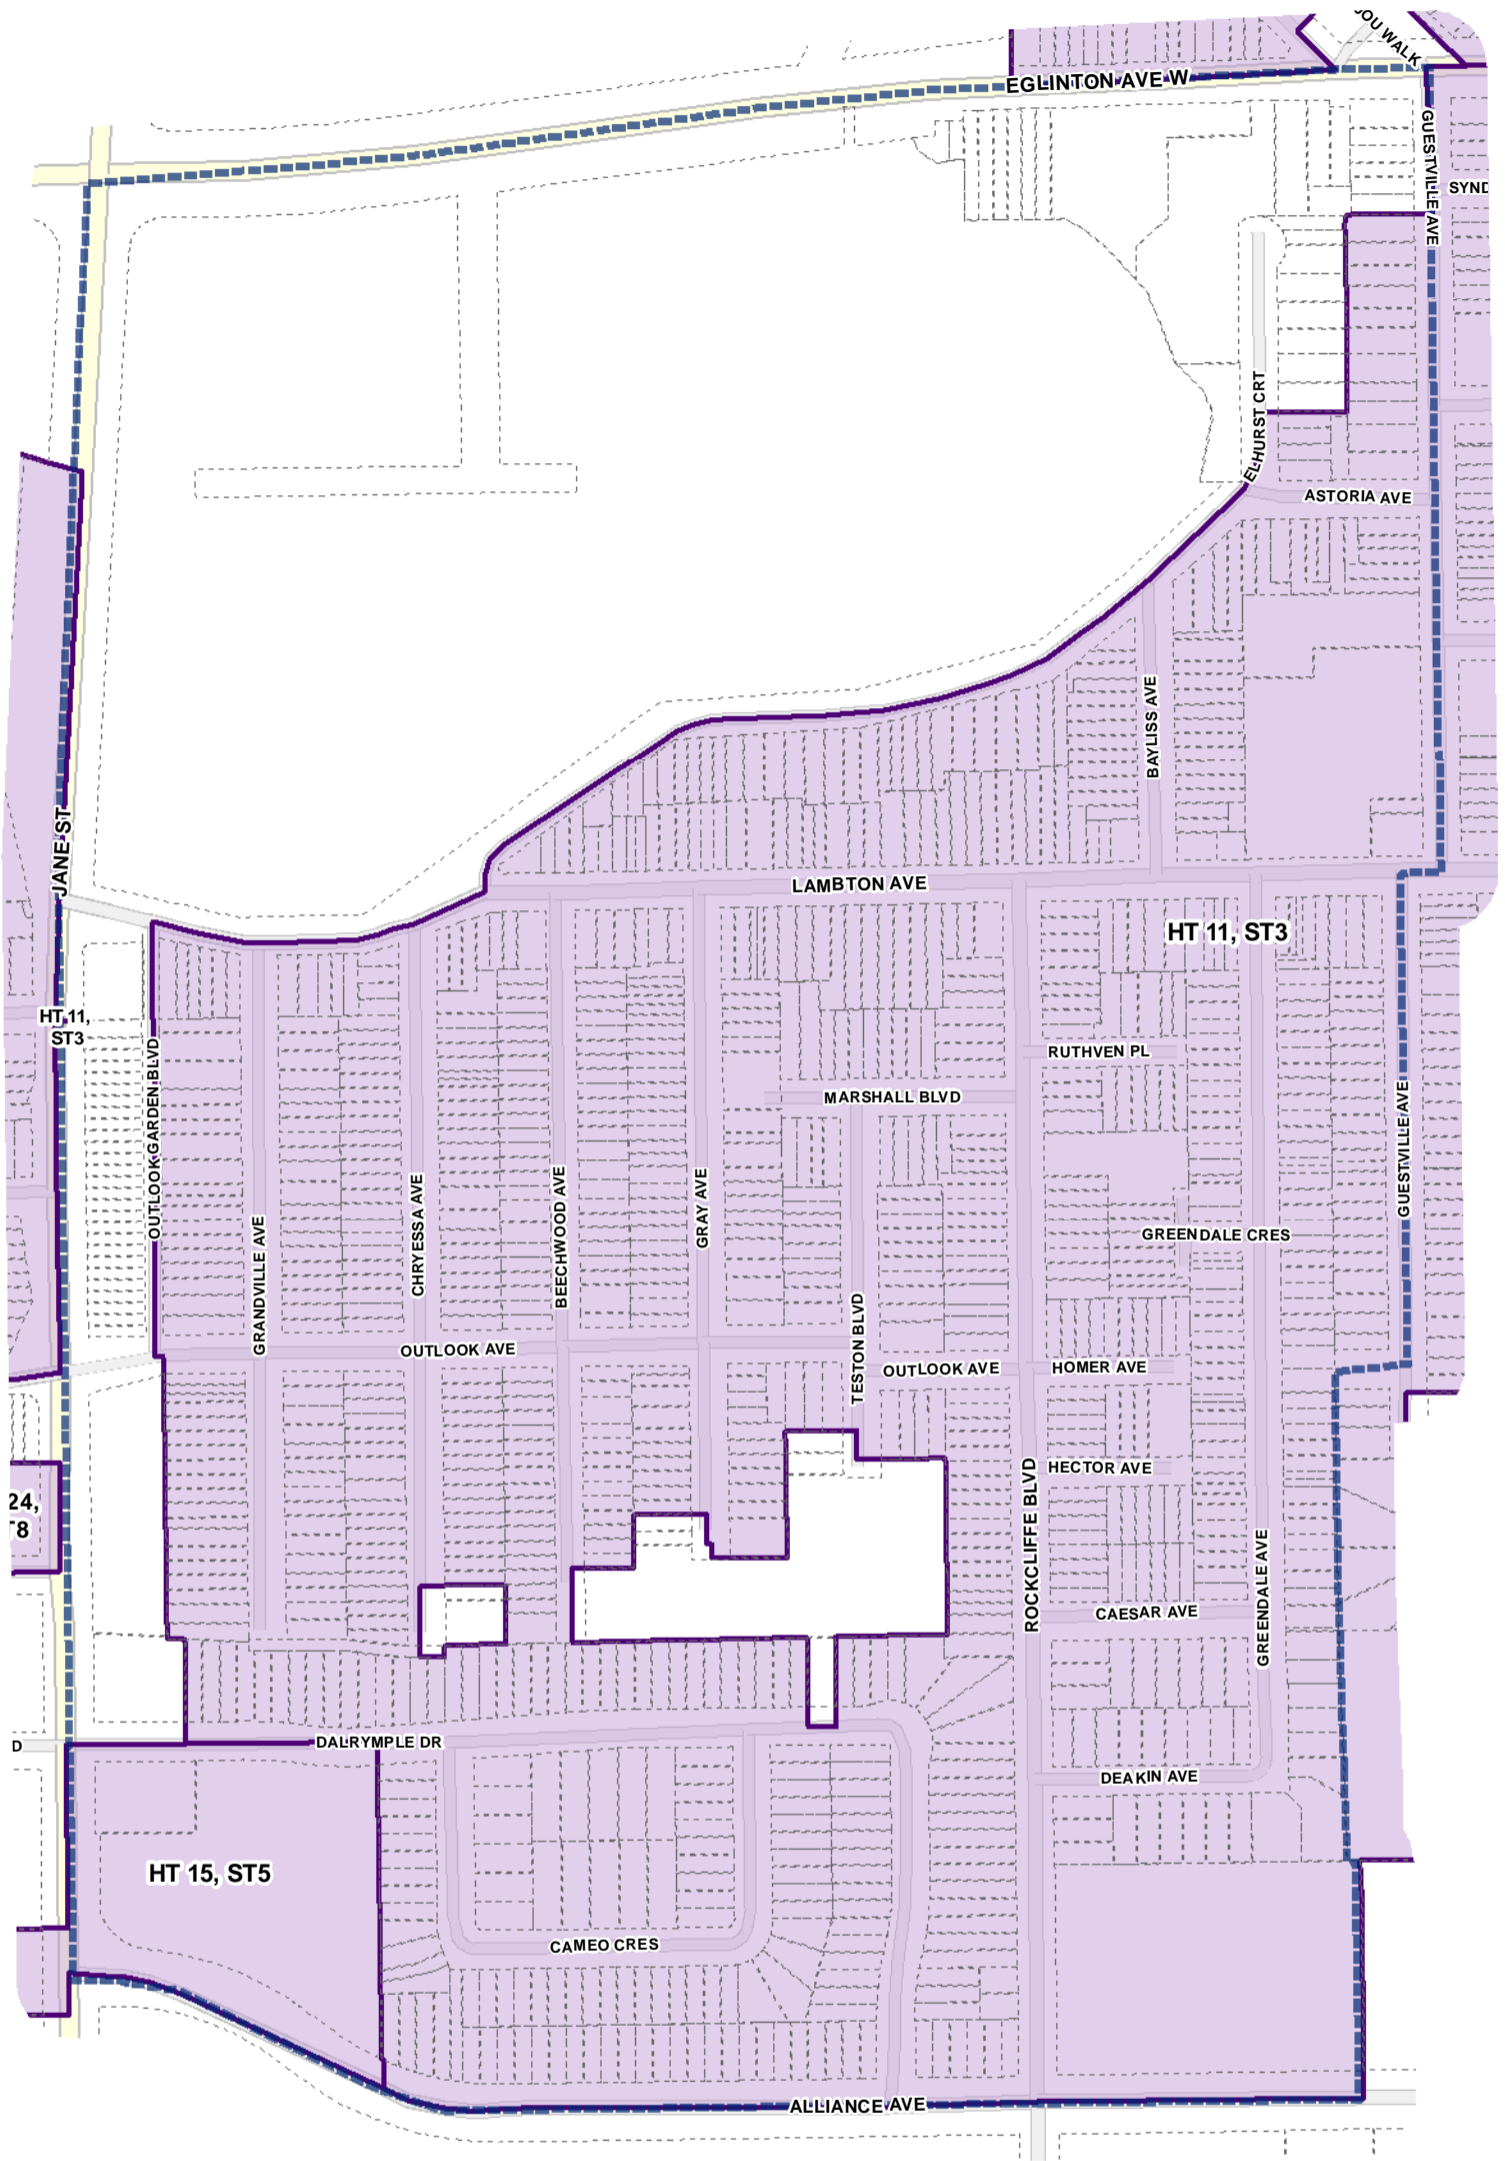 JOU WALK
EGLINTON AVE W
GUESTVILLE AVE
SYND
ELHURST CRT
ASTORIA AVE
BAYLISS AVE
JANE ST
LAMBTON AVE
HT 11, ST3
HT 11,
ST3
RUTHVEN PL
MARSHALL BLVD
OUTLOOK GARDEN BLVD
GUESTVILLE AVE
CHRYESSA AVE
BEECHWOOD AVE
GRAY AVE
GREENDALE CRES
GRANDVILLE AVE
TESTON BLVD
OUTLOOK AVE
OUTLOOK AVE
HOMER AVE
HECTOR AVE
24,
T8
ROCKCLIFFE BLVD
GREENDALE AVE
CAESAR AVE
D
DALRYMPLE DR
DEAKIN AVE
HT 15, ST5
CAMEO CRES
ALLIANCE AVE